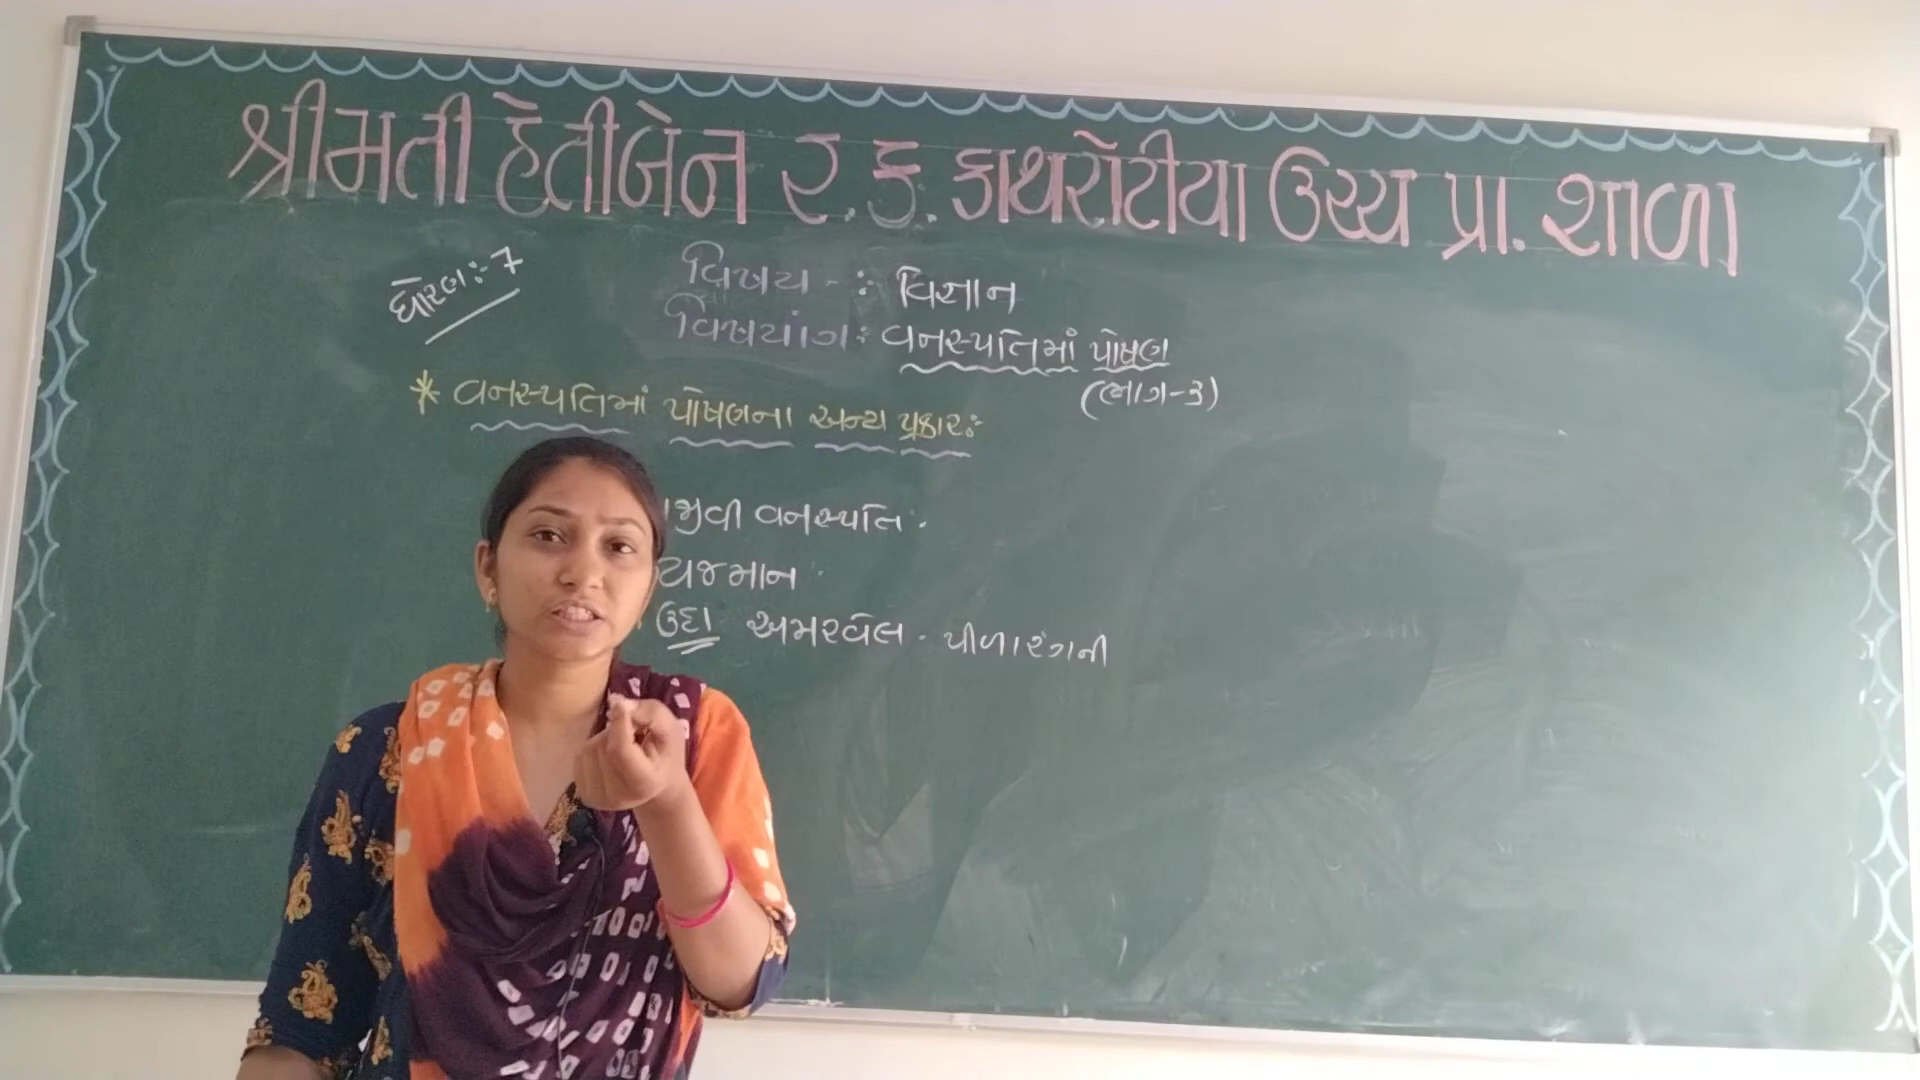 શ્રીમતી હેતીબેન ર. ક. કાથરોટીયા ઉચ્ચ પ્રા. શાળા
ધોરણ:- 7
વિષય -: વિજ્ઞાન
વિષયાંગ: વનસ્પતિમાં પોષણ
(ભાગ-૩)
* વનસ્પતિમાં પોષણના અન્ય પ્રકાર:-
વનસ્પતિ.
યજમાન
ઉદા અમરવેલ. પીળા રંગની